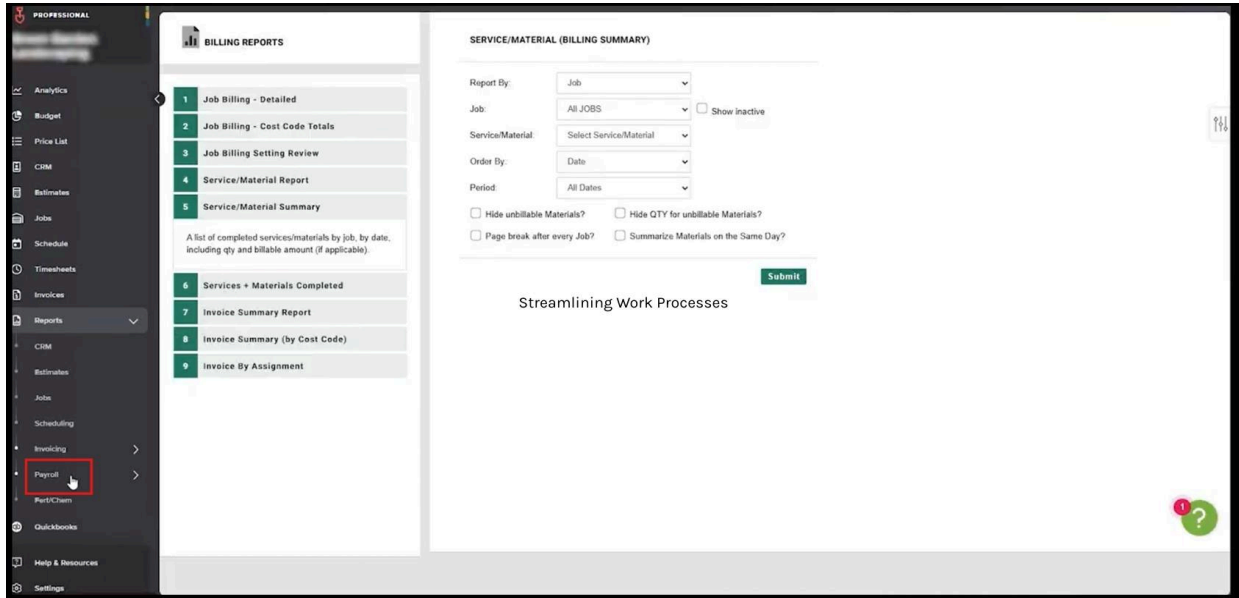 PROFESSIONAL
Analytics
Budget
Price List
CRM
Estimates
Jobs
Schedule
Timesheets
Invoices
Reports
CRM
Estimates
Jobs
Scheduling
Invoicing
Payroll
Fert/Chem
Quickbooks
Help & Resources
Settings
BILLING REPORTS
1 Job Billing - Detailed
2 Job Billing - Cost Code Totals
3 Job Billing Setting Review
4 Service/Material Report
5 Service/Material Summary
A list of completed services/materials by job, by date,
including qty and billable amount (if applicable).
6 Services + Materials Completed
7 Invoice Summary Report
8 Invoice Summary (by Cost Code)
9 Invoice By Assignment
SERVICE/MATERIAL (BILLING SUMMARY)
Report By: Job
Job: All JOBS Show inactive
Service/Material: Select Service/Material
Order By: Date
Period: All Dates
Hide unbillable Materials? Hide QTY for unbillable Materials?
Page break after every Job? Summarize Materials on the Same Day?
Submit
Streamlining Work Processes
1
?